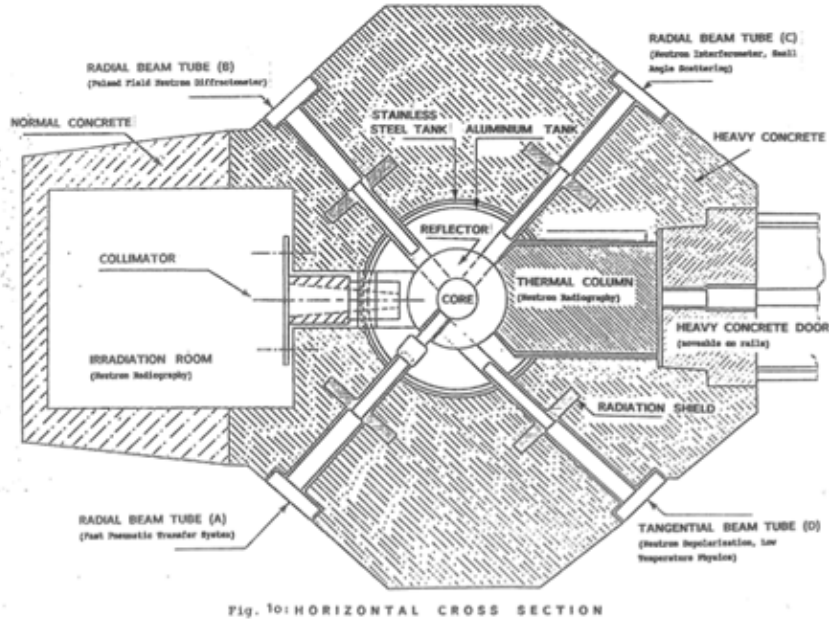 RADIAL BEAM TUBE (B)
(Pulsed Field Neutron Diffractometer)
RADIAL BEAM TUBE (C)
(Neutron Interferometer, Small
Angle Scattering)
NORMAL CONCRETE
STAINLESS
STEEL TANK
ALUMINIUM TANK
HEAVY CONCRETE
REFLECTOR
COLLIMATOR
THERMAL COLUMN
(Neutron Radiography)
CORE
HEAVY CONCRETE DOOR
(moveable on rails)
IRRADIATION ROOM
(Neutron Radiography)
RADIATION SHIELD
RADIAL BEAM TUBE (A)
(Fast Pneumatic Transfer System)
TANGENTIAL BEAM TUBE (D)
(Neutron Depolarization, Low
Temperature Physics)
Fig. 10: HORIZONTAL CROSS SECTION